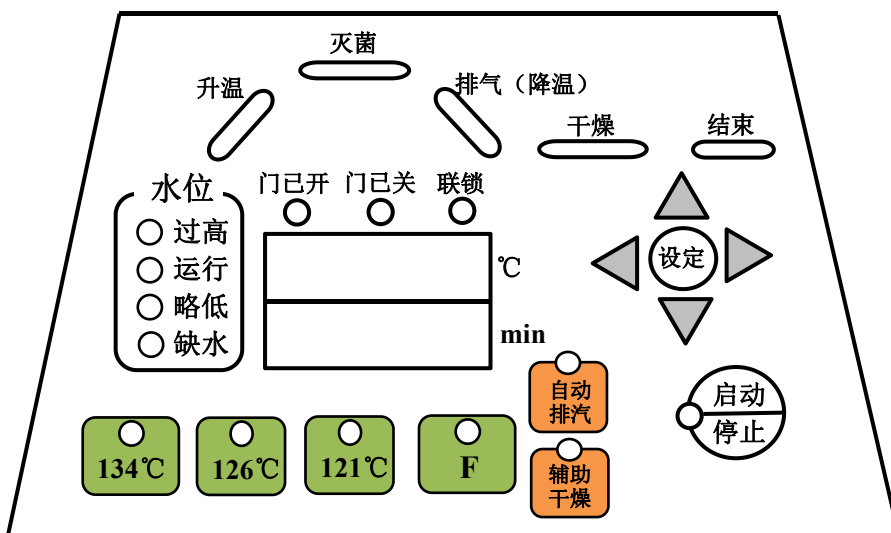 灭菌
升温
排气（降温）
干燥
结束
水位
门已开
门已关
联锁
过高
运行
略低
缺水
℃
min
设定
自动
排汽
启动
停止
134℃
126℃
121℃
F
辅助
干燥